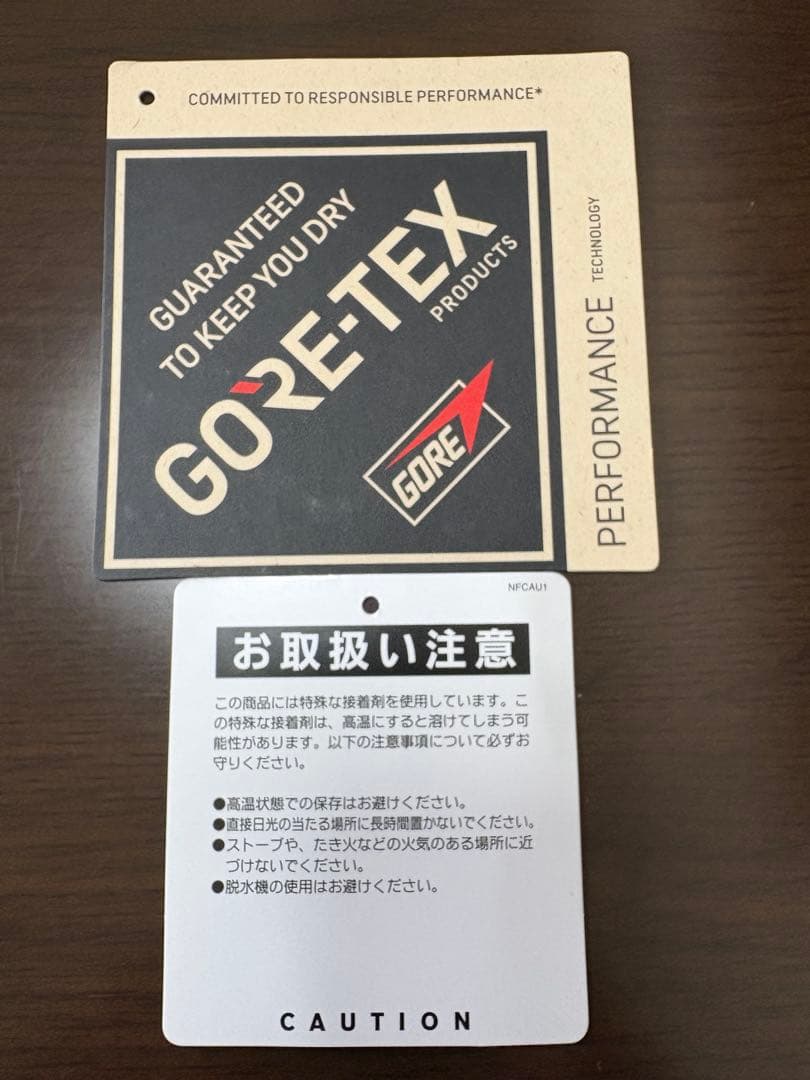 COMMITTED TO RESPONSIBLE PERFORMANCE*
GUARANTEED
TO KEEP YOU DRY
GORE-TEX
PRODUCTS
GORE
PERFORMANCE TECHNOLOGY
NFCAU1
お取扱い注意
この商品には特殊な接着剤を使用しています。こ
の特殊な接着剤は、高温にすると溶けてしまう可
能性があります。以下の注意事項について必ずお
守りください。
●高温状態での保存はお避けください。
●直接日光の当たる場所に長時間置かないでください。
●ストーブや、たき火などの火気のある場所に近
づけないでください。
●脱水機の使用はお避けください。
CAUTION